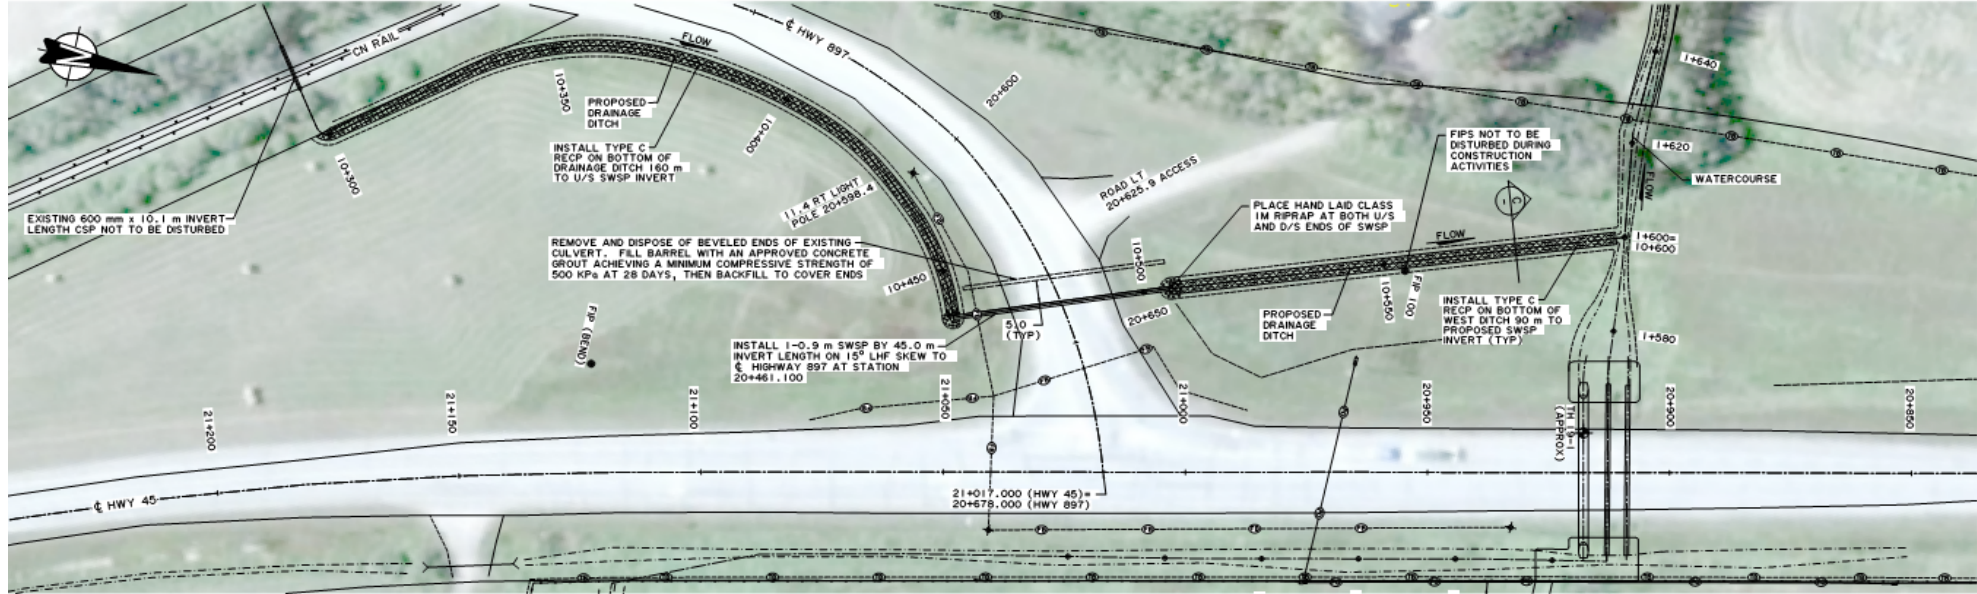 N
CN RAIL
FLOW
₵ HWY 897
20+600
1+640
10+350
PROPOSED
DRAINAGE
DITCH
10+400
INSTALL TYPE C
RECP ON BOTTOM OF
DRAINAGE DITCH 160 m
TO U/S SWSP INVERT
10+300
FIPS NOT TO BE
DISTURBED DURING
CONSTRUCTION
ACTIVITIES
1+620
WATERCOURSE
FLOW
ROAD LT
20+625.9 ACCESS
11.4 RT LIGHT
POLE 20+598.4
C
-
EXISTING 600 mm x 10.1 m INVERT
LENGTH CSP NOT TO BE DISTURBED
PLACE HAND LAID CLASS
1M RIPRAP AT BOTH U/S
AND D/S ENDS OF SWSP
FLOW
1+600=
10+600
REMOVE AND DISPOSE OF BEVELED ENDS OF EXISTING
CULVERT. FILL BARREL WITH AN APPROVED CONCRETE
GROUT ACHIEVING A MINIMUM COMPRESSIVE STRENGTH OF
500 KPa AT 28 DAYS, THEN BACKFILL TO COVER ENDS
10+500
10+450
10+550
FIP 100
INSTALL TYPE C
RECP ON BOTTOM OF
WEST DITCH 90 m TO
PROPOSED SWSP
INVERT (TYP)
20+650
PROPOSED
DRAINAGE
DITCH
5.0
(TYP)
FIP (BEND)
INSTALL 1-0.9 m SWSP BY 45.0 m
INVERT LENGTH ON 15° LHF SKEW TO
₵ HIGHWAY 897 AT STATION
20+461.100
1+580
21+200
21+150
21+100
21+050
21+000
20+950
20+900
20+850
TH 19-1
(APPROX)
21+017.000 (HWY 45)=
20+678.000 (HWY 897)
₵ HWY 45